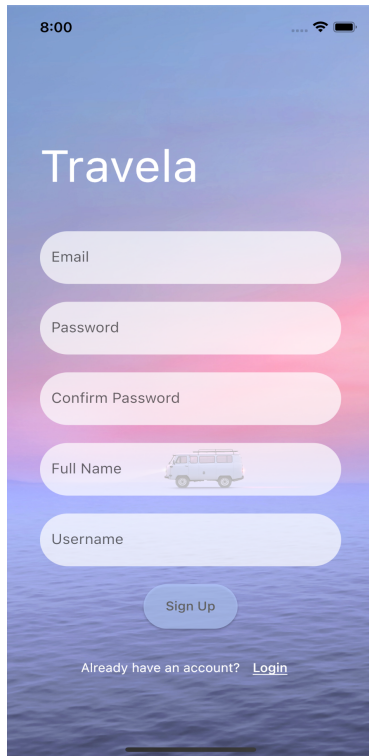 8:00
Travela
Email
Password
Confirm Password
Full Name
Username
Sign Up
Already have an account? Login